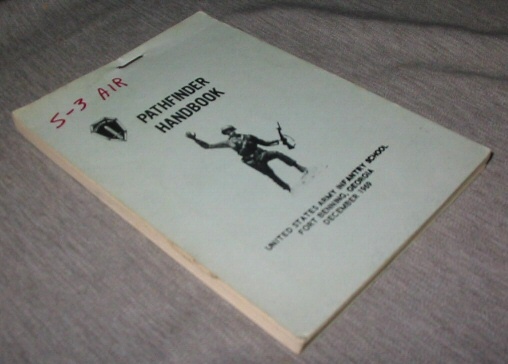 S-3 AIR
PATHFINDER
HANDBOOK
UNITED STATES ARMY INFANTRY SCHOOL
FORT BENNING, GEORGIA
DECEMBER 1969